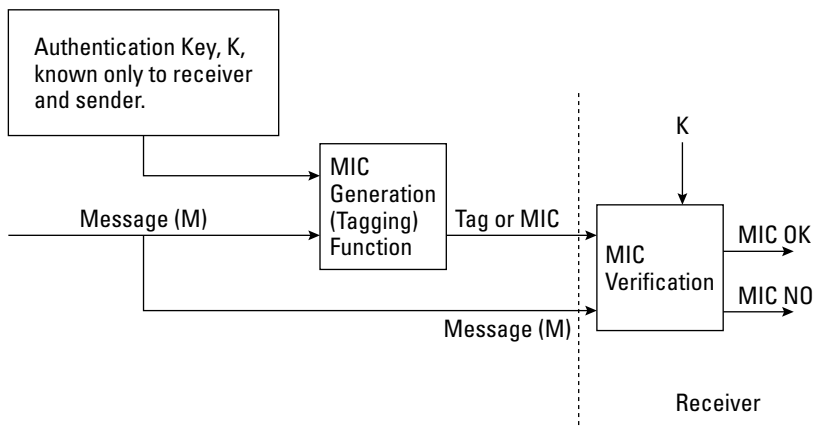 Authentication Key, K,
known only to receiver
and sender.
K
MIC
Generation
(Tagging)
Function
Message (M)
Tag or MIC
MIC
Verification
MIC OK
MIC NO
Message (M)
Receiver